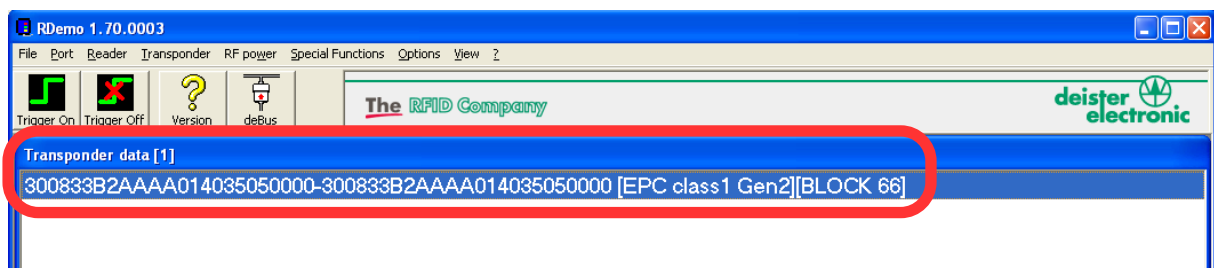 RDemo 1.70.0003
File Port Reader Transponder RF power Special Functions Options View ?
Trigger On Trigger Off Version deBus
The RFID Company
deister electronic
Transponder data [1]
300833B2AAAA014035050000-300833B2AAAA014035050000 [EPC class1 Gen2][BLOCK 66]